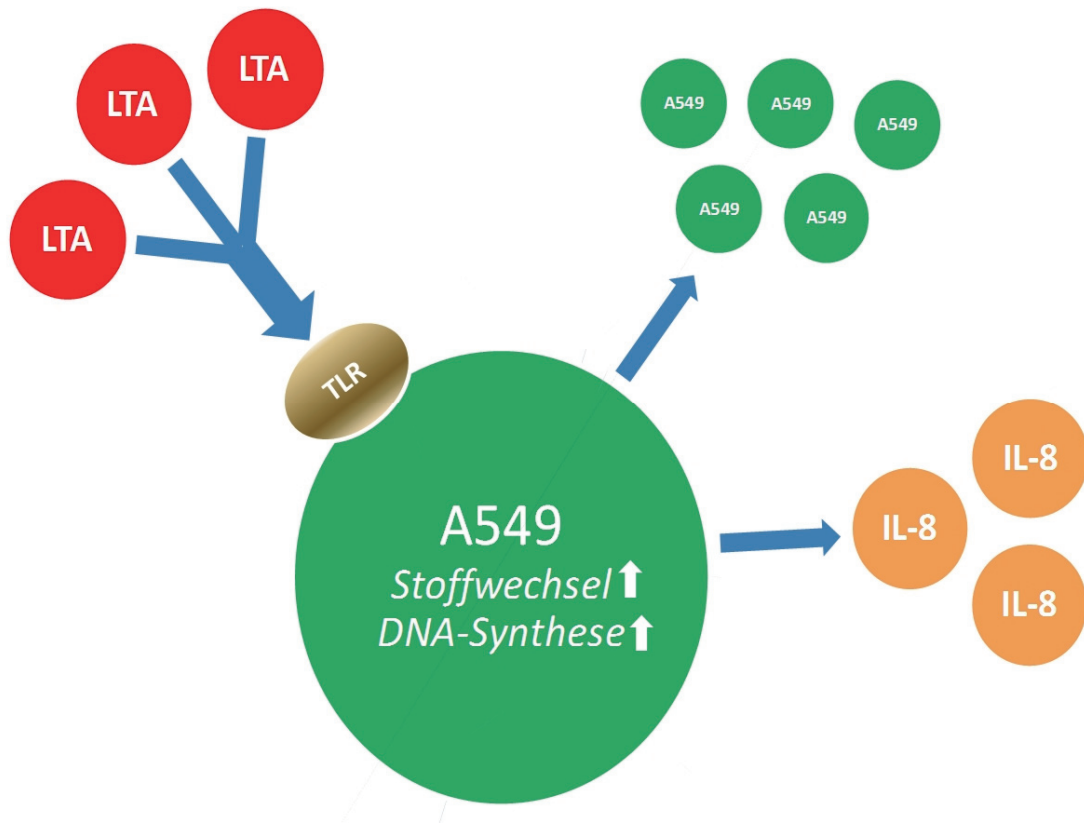 LTA
LTA
LTA
TLR
A549
A549
A549
A549
A549
A549
Stoffwechsel
DNA-Synthese
IL-8
IL-8
IL-8